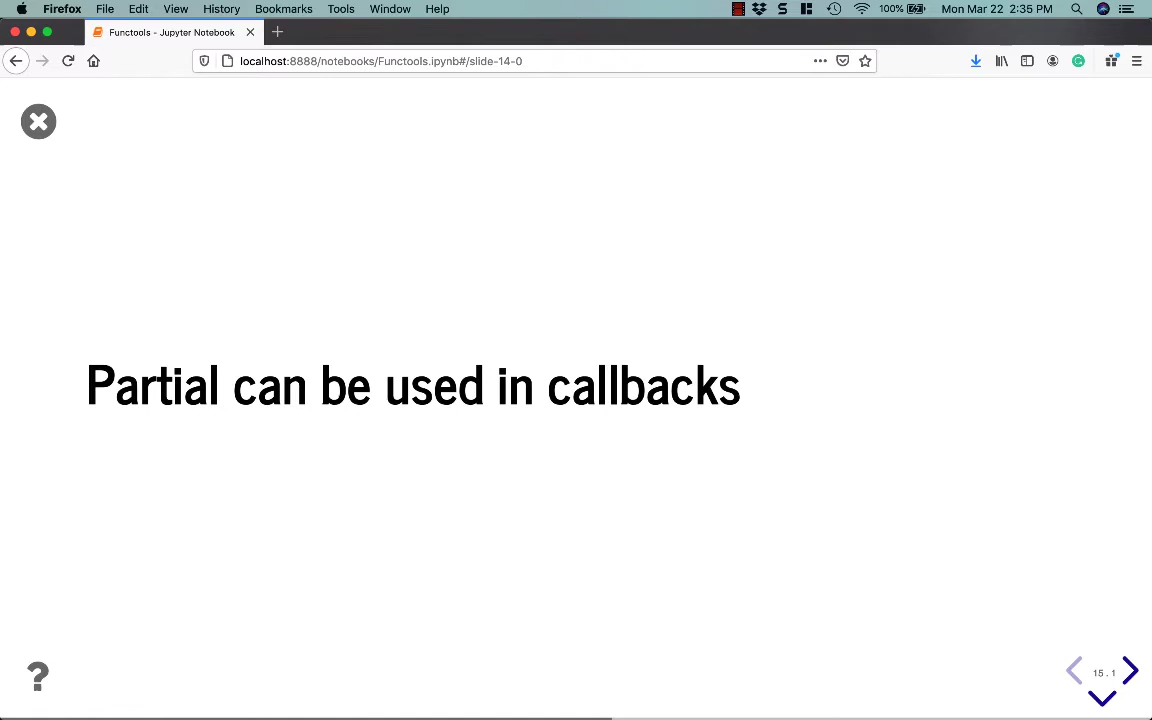 Firefox File Edit View History Bookmarks Tools Window Help 100% Mon Mar 22 2:35 PM
Functools - Jupyter Notebook
localhost:8888/notebooks/Functools.ipynb#/slide-14-0
Partial can be used in callbacks
?
15.1